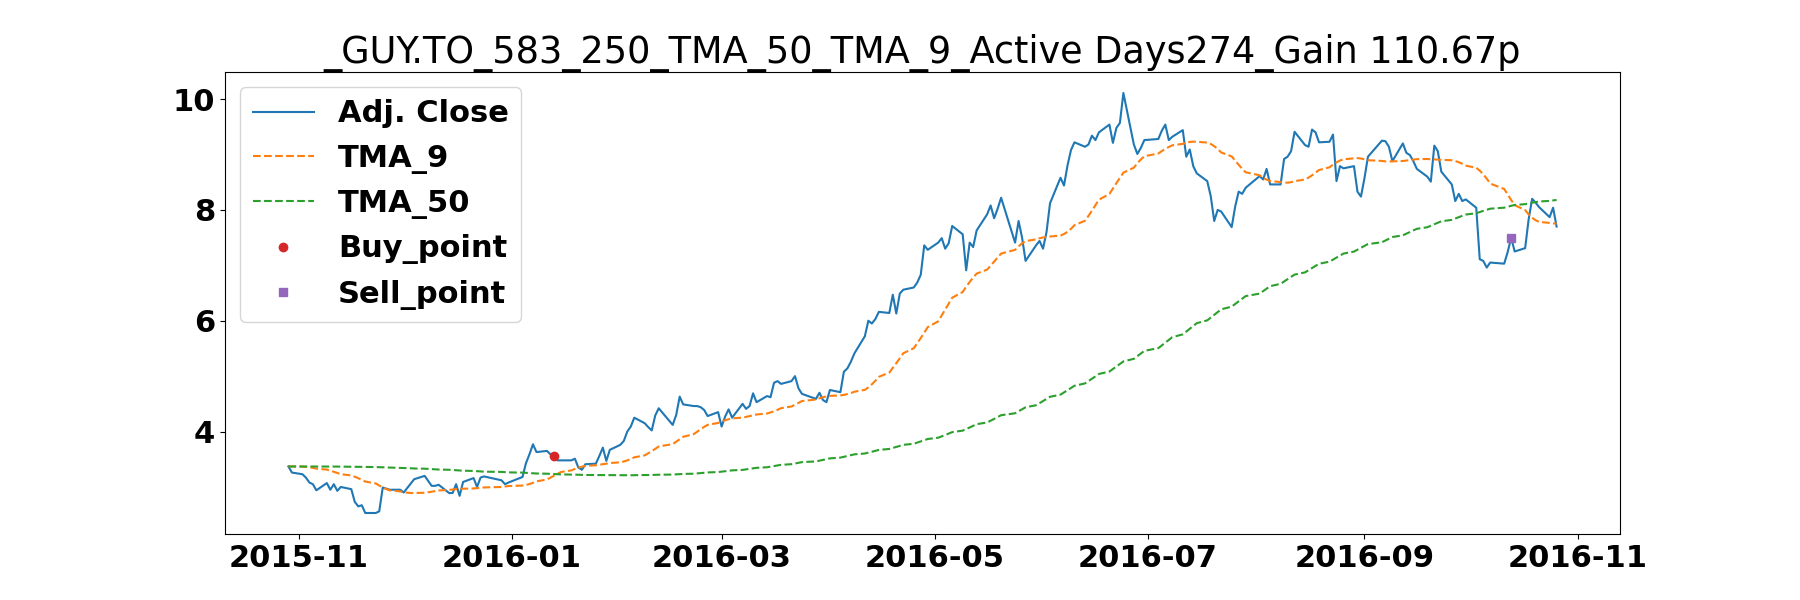 _GUY.TO_583_250_TMA_50_TMA_9_Active Days274_Gain 110.67p
10
8
6
4
Adj. Close
TMA_9
TMA_50
Buy_point
Sell_point
2015-11 2016-01 2016-03 2016-05 2016-07 2016-09 2016-11